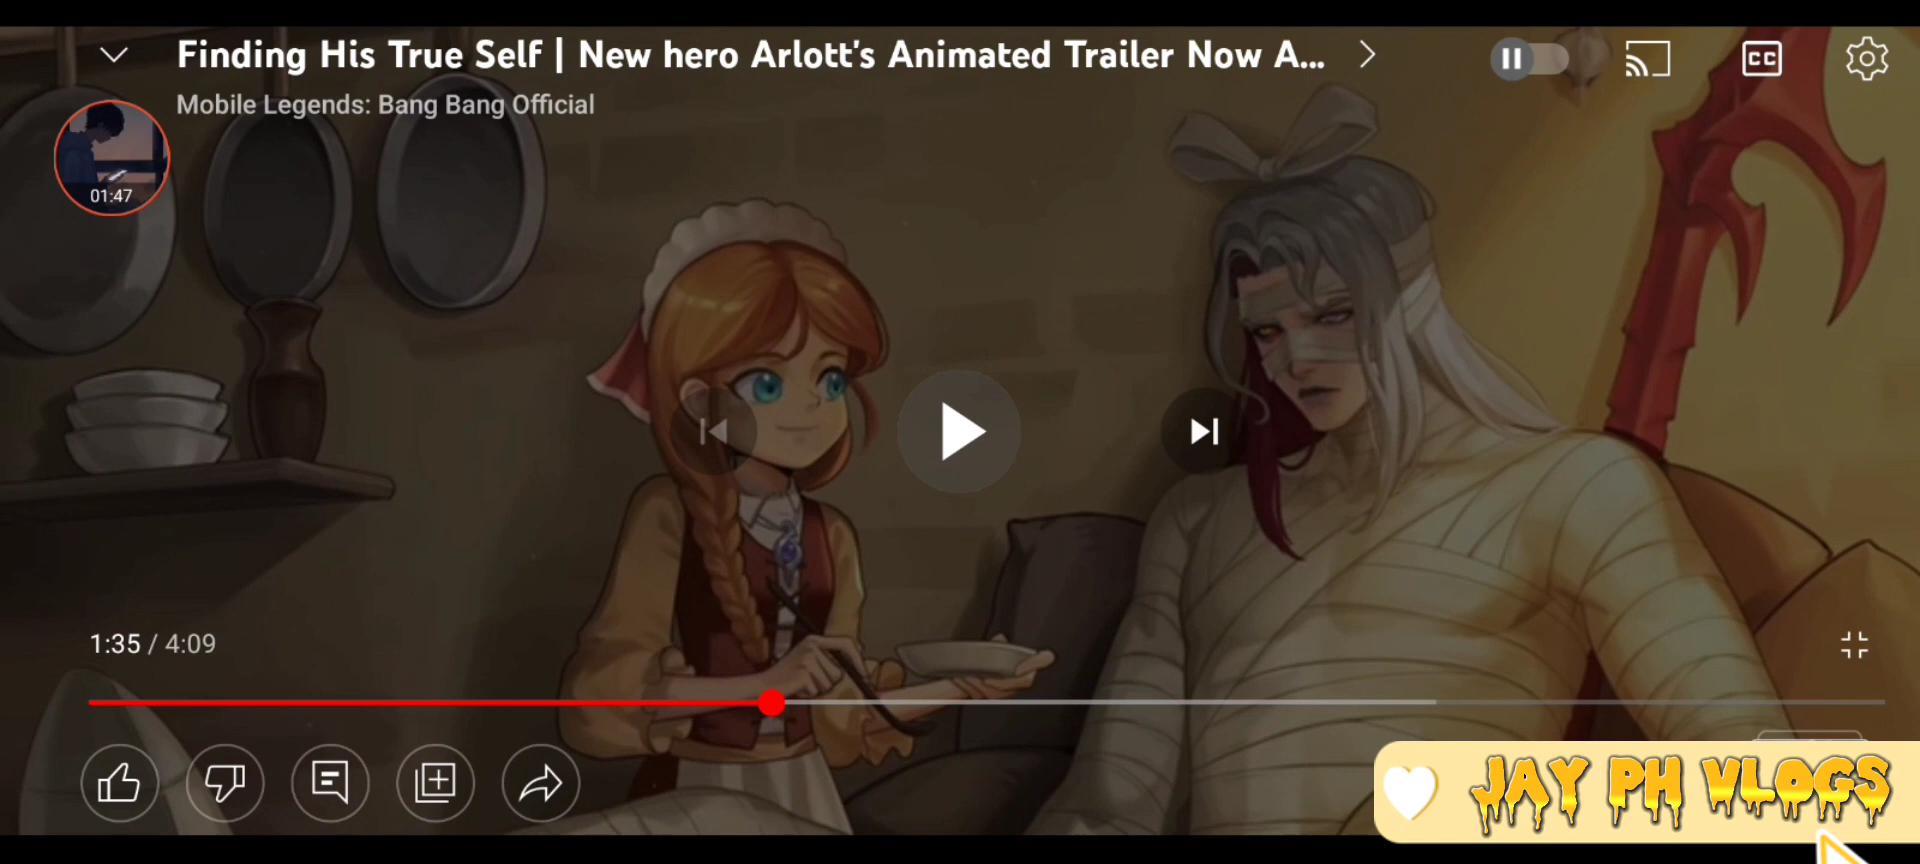 Finding His True Self | New hero Arlott's Animated Trailer Now A...
Mobile Legends: Bang Bang Official
CC
01:47
1:35 / 4:09
JAY PH VLOGS